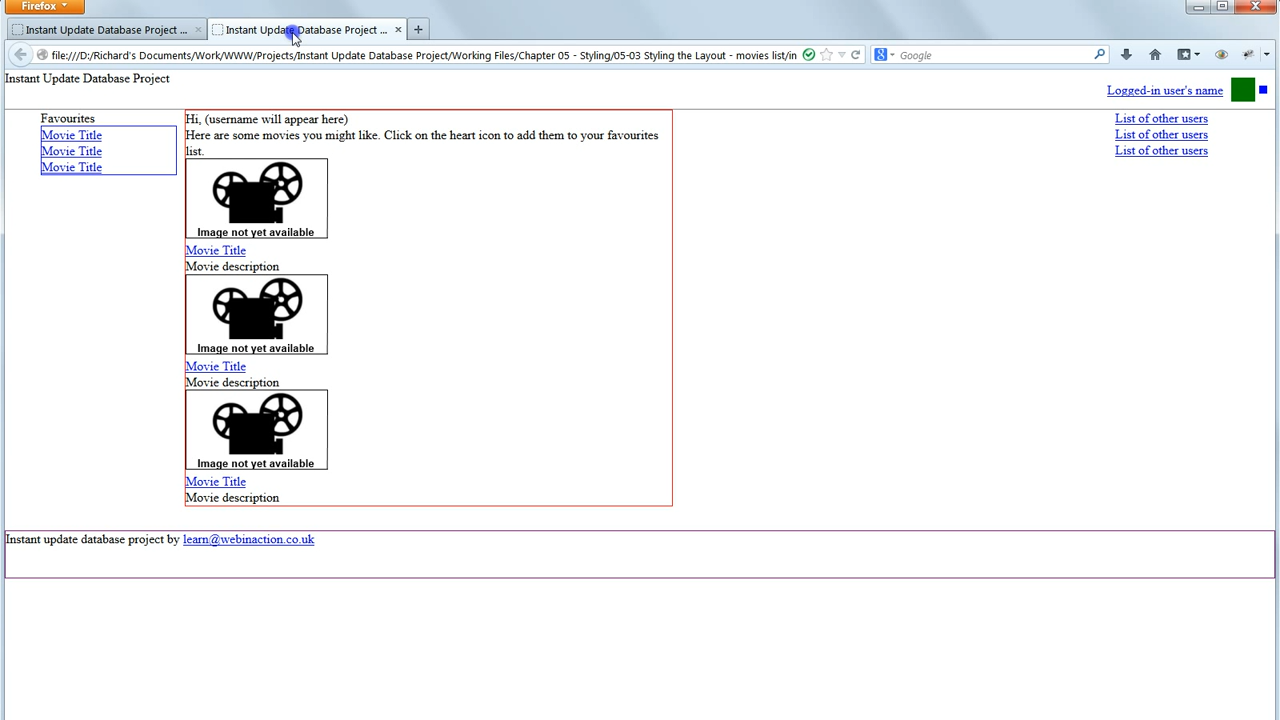 Firefox
Instant Update Database Project ...
Instant Update Database Project ...
file:///D:/Richard's Documents/Work/WWW/Projects/Instant Update Database Project/Working Files/Chapter 05 - Styling/05-03 Styling the Layout - movies list/in
Google
Instant Update Database Project
Logged-in user's name
Favourites
Movie Title
Movie Title
Movie Title
Hi, (username will appear here)
Here are some movies you might like. Click on the heart icon to add them to your favourites
list.
Image not yet available
Movie Title
Movie description
Image not yet available
Movie Title
Movie description
Image not yet available
Movie Title
Movie description
List of other users
List of other users
List of other users
Instant update database project by learn@webinaction.co.uk